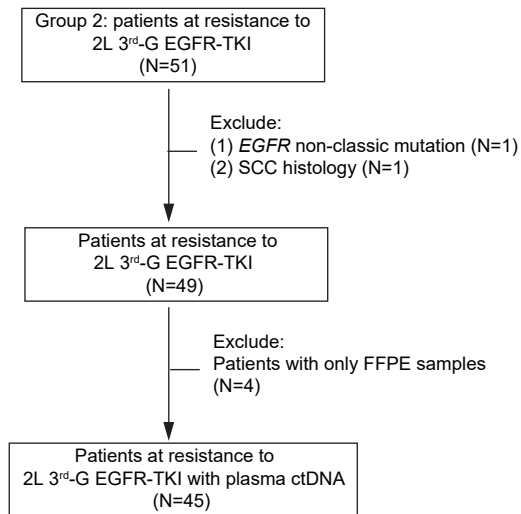 Group 2: patients at resistance to
2L 3rd-G EGFR-TKI
(N=51)
Exclude:
(1) EGFR non-classic mutation (N=1)
(2) SCC histology (N=1)
Patients at resistance to
2L 3rd-G EGFR-TKI
(N=49)
Exclude:
Patients with only FFPE samples
(N=4)
Patients at resistance to
2L 3rd-G EGFR-TKI with plasma ctDNA
(N=45)